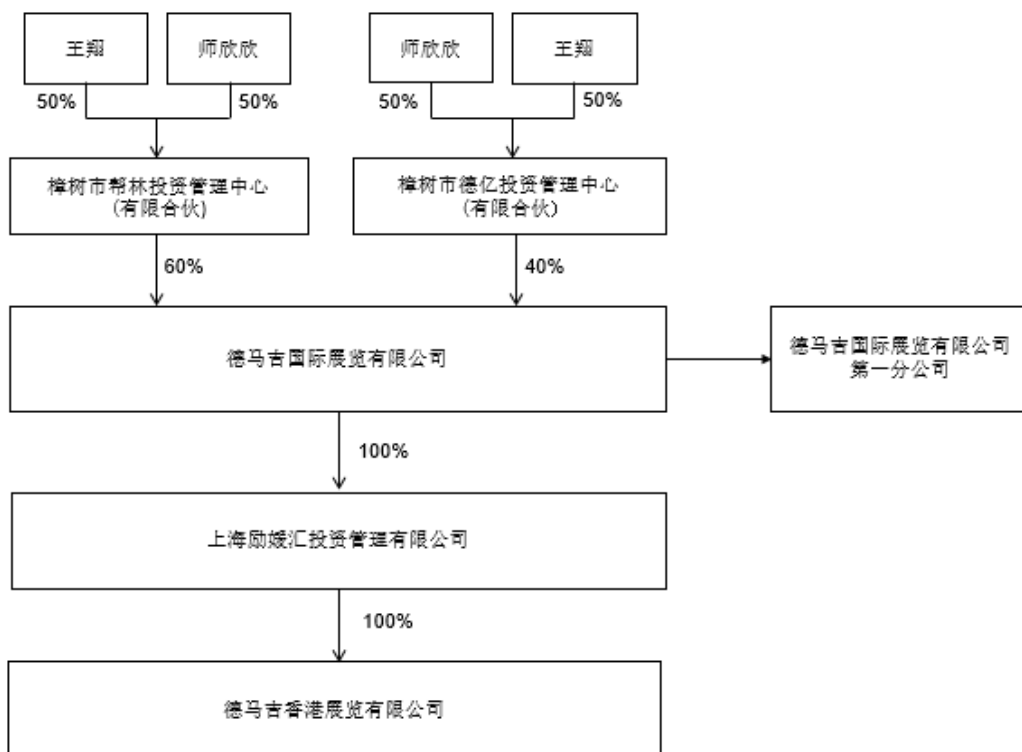 王翔
师欣欣
师欣欣
王翔
50%
50%
50%
50%
樟树市帮林投资管理中心
(有限合伙)
樟树市德亿投资管理中心
(有限合伙）
60%
40%
德马吉国际展览有限公司
德马吉国际展览有限公司
第一分公司
100%
上海励媛汇投资管理有限公司
100%
德马吉香港展览有限公司